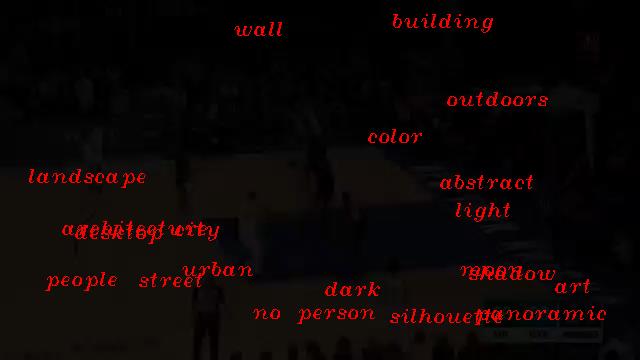 building
wall
outdoors
color
landscape
abstract
light
architecture
desktop
city
urban
room
shadow
people
street
dark
art
no person
silhouette
panoramic